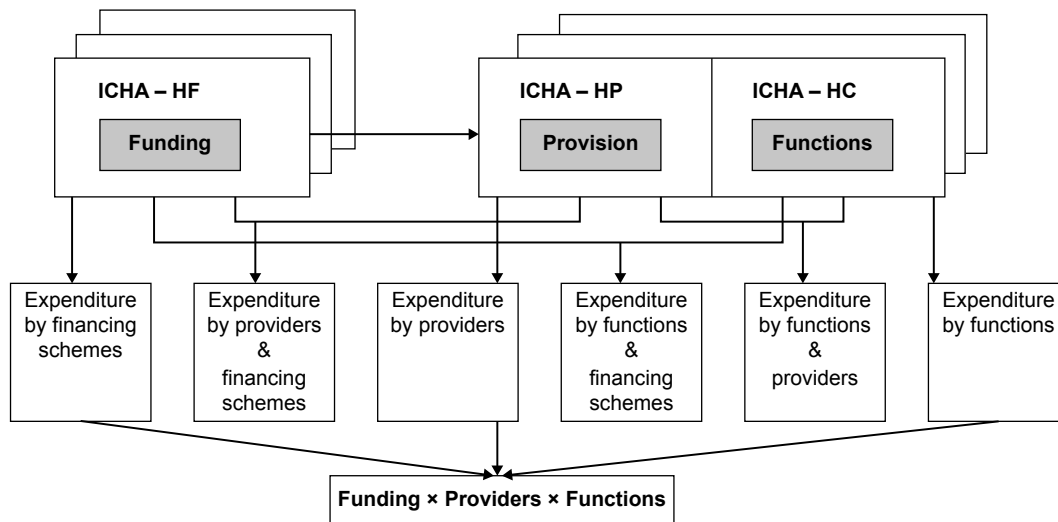 ICHA – HF
Funding
ICHA – HP
Provision
ICHA – HC
Functions
Expenditure
by financing
schemes
Expenditure
by providers
&
financing
schemes
Expenditure
by providers
Expenditure
by functions
&
financing
schemes
Expenditure
by functions
&
providers
Expenditure
by functions
Funding × Providers × Functions